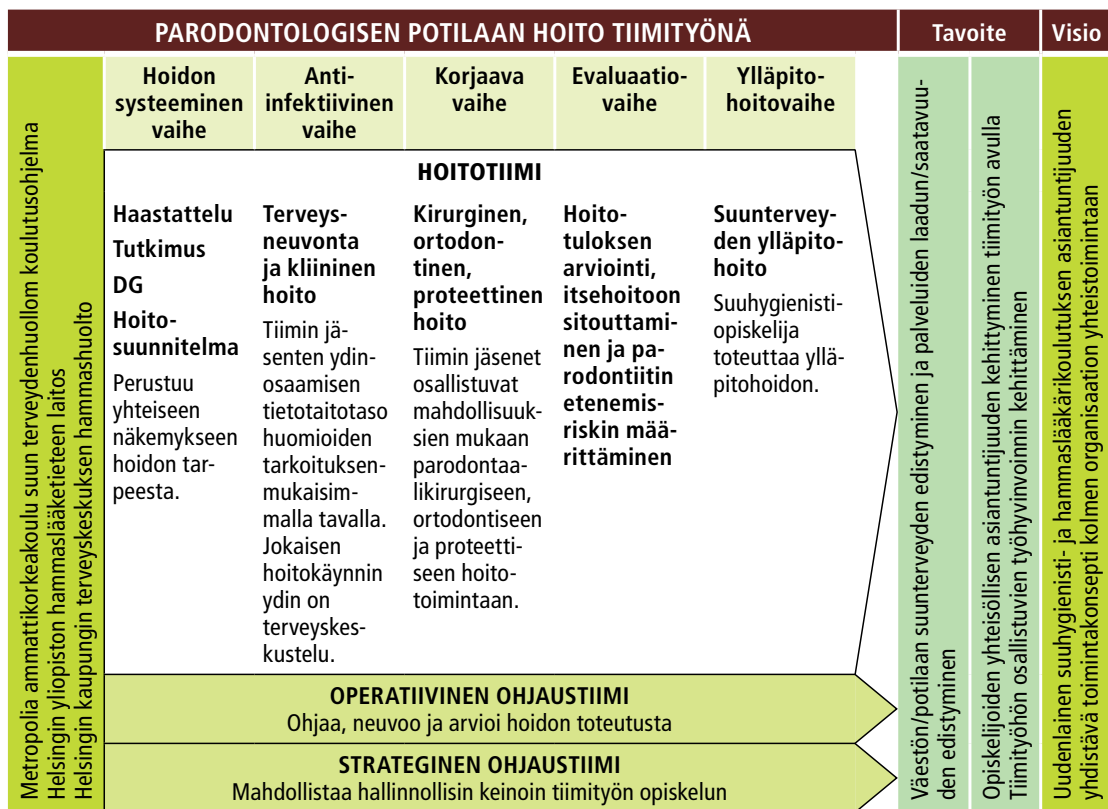 PARODONTOLOGISEN POTILAAN HOITO TIIMITYÖNÄ
Tavoite
Visio
Metropolia ammattikorkeakoulu suun terveydenhuollom koulutusohjelma
Helsingin yliopiston hammaslääketieteen laitos
Helsingin kaupungin terveyskeskuksen hammashuolto
Hoidon
systeeminen
vaihe
Anti-
infektiivinen
vaihe
Korjaava
vaihe
Evaluaatio-
vaihe
Ylläpito-
hoitovaihe
HOITOTIIMI
Haastattelu
Tutkimus
DG
Hoito-
suunnitelma
Perustuu
yhteiseen
näkemykseen
hoidon tar-
peesta.
Terveys-
neuvonta
ja kliininen
hoito
Tiimin jä-
senten ydin-
osaamisen
tietotaitotaso
huomioiden
tarkoituksen-
mukaisim-
malla tavalla.
Jokaisen
hoitokäynnin
ydin on
terveyskes-
kustelu.
Kirurginen,
ortodon-
tinen,
proteettinen
hoito
Tiimin jäsenet
osallistuvat
mahdollisuuk-
sien mukaan
parodontaa-
likirurgiseen,
ortodontiseen
ja proteetti-
seen hoito-
toimintaan.
Hoito-
tuloksen
arviointi,
itsehoitoon
sitouttami-
nen ja pa-
rodontiitin
etenemis-
riskin mää-
rittäminen
Suuntervey-
den ylläpito-
hoito
Suuhygienisti-
opiskelija
toteuttaa yllä-
pitohoidon.
OPERATIIVINEN OHJAUSTIIMI
Ohjaa, neuvoo ja arvioi hoidon toteutusta
STRATEGINEN OHJAUSTIIMI
Mahdollistaa hallinnollisin keinoin tiimityön opiskelun
Väestön/potilaan suunterveyden edistyminen ja palveluiden laadun/saatavuu-
den edistyminen
Opiskelijoiden yhteisöllisen asiantuntijuuden kehittyminen tiimityön avulla
Tiimityöhön osallistuvien työhyvinvoinnin kehittäminen
Uudenlainen suuhygienisti- ja hammaslääkärikoulutuksen asiantuntijuuden
yhdistävä toimintakonsepti kolmen organisaation yhteistoimintaan